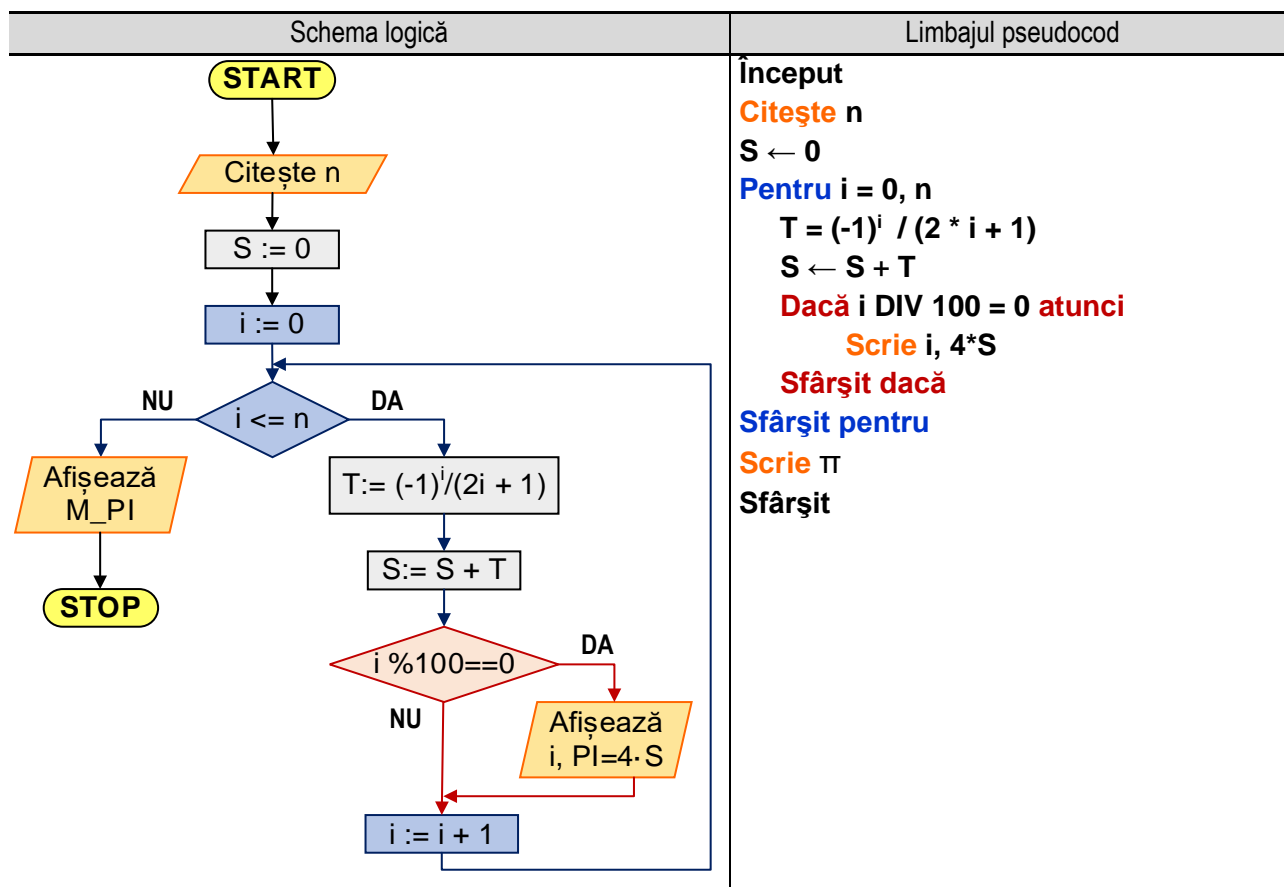 Schema logică
Limbajul pseudocod
START
Citește n
S := 0
i := 0
NU
i <= n
DA
Afișează
M_PI
STOP
T:= (-1)ⁱ/(2i + 1)
S:= S + T
i %100==0
DA
NU
Afișează
i, PI=4·S
i := i + 1
Început
Citeşte n
S ← 0
Pentru i = 0, n
T = (-1)ⁱ / (2 * i + 1)
S ← S + T
Dacă i DIV 100 = 0 atunci
Scrie i, 4*S
Sfârşit dacă
Sfârşit pentru
Scrie π
Sfârşit